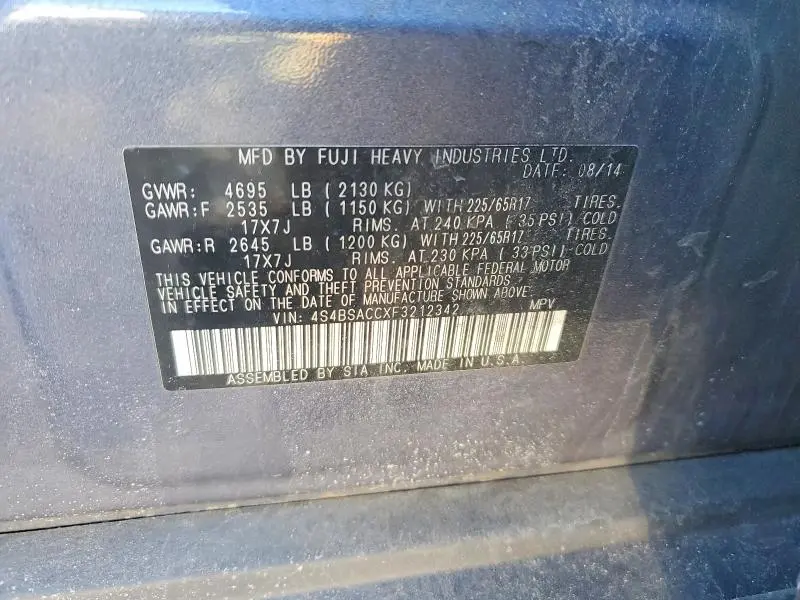 MFD BY FUJI HEAVY INDUSTRIES LTD.
DATE: 08/14
GVWR: 4695 LB ( 2130 KG)
GAWR:F 2535 LB ( 1150 KG) WITH 225/65R17 TIRES.
17X7J RIMS. AT 240 KPA ( 35 PSI) COLD
GAWR:R 2645 LB ( 1200 KG) WITH 225/65R17 TIRES.
17X7J RIMS. AT 230 KPA ( 33 PSI) COLD
THIS VEHICLE CONFORMS TO ALL APPLICABLE FEDERAL MOTOR
VEHICLE SAFETY AND THEFT PREVENTION STANDARDS
IN EFFECT ON THE DATE OF MANUFACTURE SHOWN ABOVE.
VIN: 4S4BSACCXF3212342 MPV
ASSEMBLED BY SIA INC. MADE IN U.S.A.